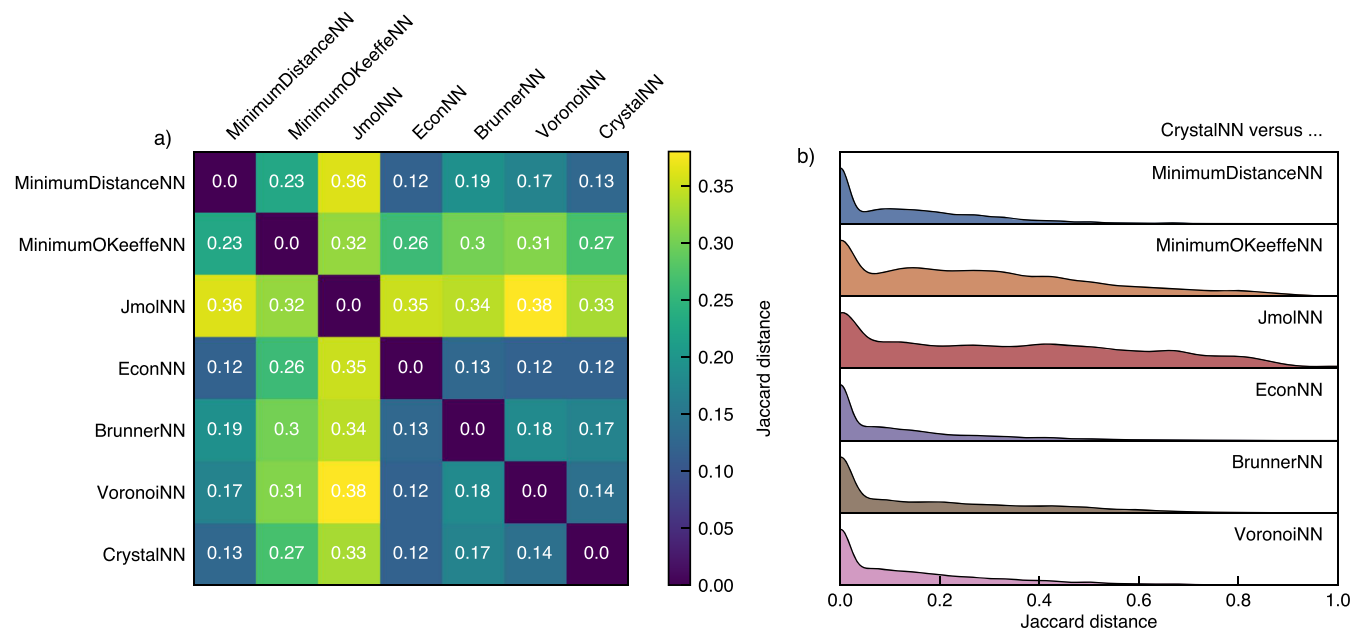 a)
MinimumDistanceNN
MinimumOKeeffeNN
JmolNN
EconNN
BrunnerNN
VoronoiNN
CrystalNN
MinimumDistanceNN 0.0 0.23 0.36 0.12 0.19 0.17 0.13
MinimumOKeeffeNN 0.23 0.0 0.32 0.26 0.3 0.31 0.27
JmolNN 0.36 0.32 0.0 0.35 0.34 0.38 0.33
EconNN 0.12 0.26 0.35 0.0 0.13 0.12 0.12
BrunnerNN 0.19 0.3 0.34 0.13 0.0 0.18 0.17
VoronoiNN 0.17 0.31 0.38 0.12 0.18 0.0 0.14
CrystalNN 0.13 0.27 0.33 0.12 0.17 0.14 0.0
0.35
0.30
0.25
0.20
0.15
0.10
0.05
0.00
Jaccard distance
b)
CrystalNN versus ...
MinimumDistanceNN
MinimumOKeeffeNN
JmolNN
EconNN
BrunnerNN
VoronoiNN
0.0 0.2 0.4 0.6 0.8 1.0
Jaccard distance